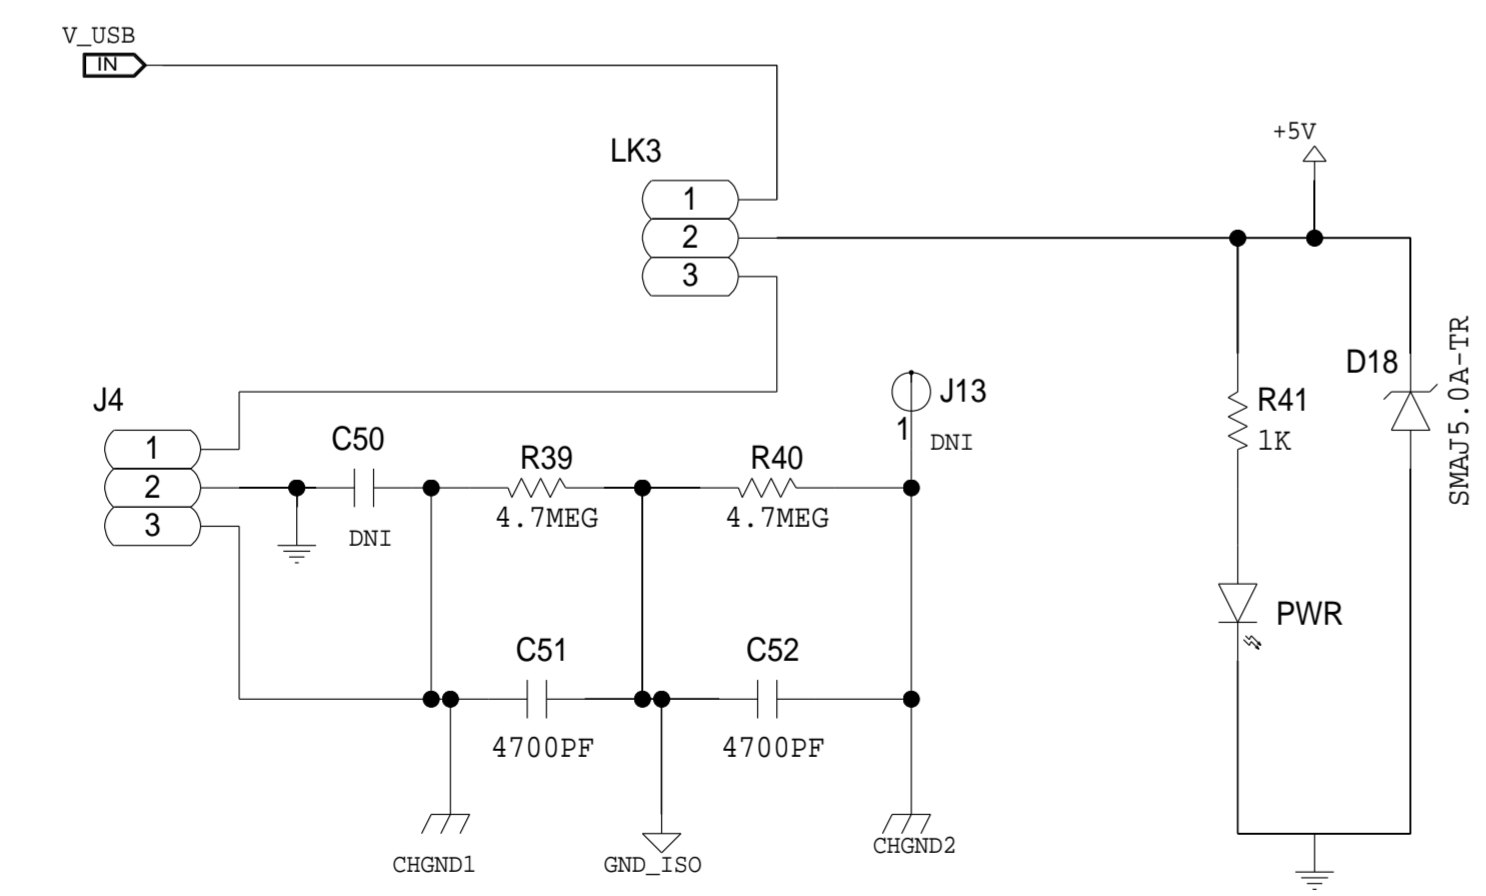 V_USB
IN
+5V
LK3
1
2
3
D18
SMAJ5.0A-TR
J4
J13
R41
1
DNI
1K
C50
R39
R40
1
2
3
DNI
4.7MEG
4.7MEG
PWR
C51
C52
4700PF
4700PF
CHGND1
GND_ISO
CHGND2